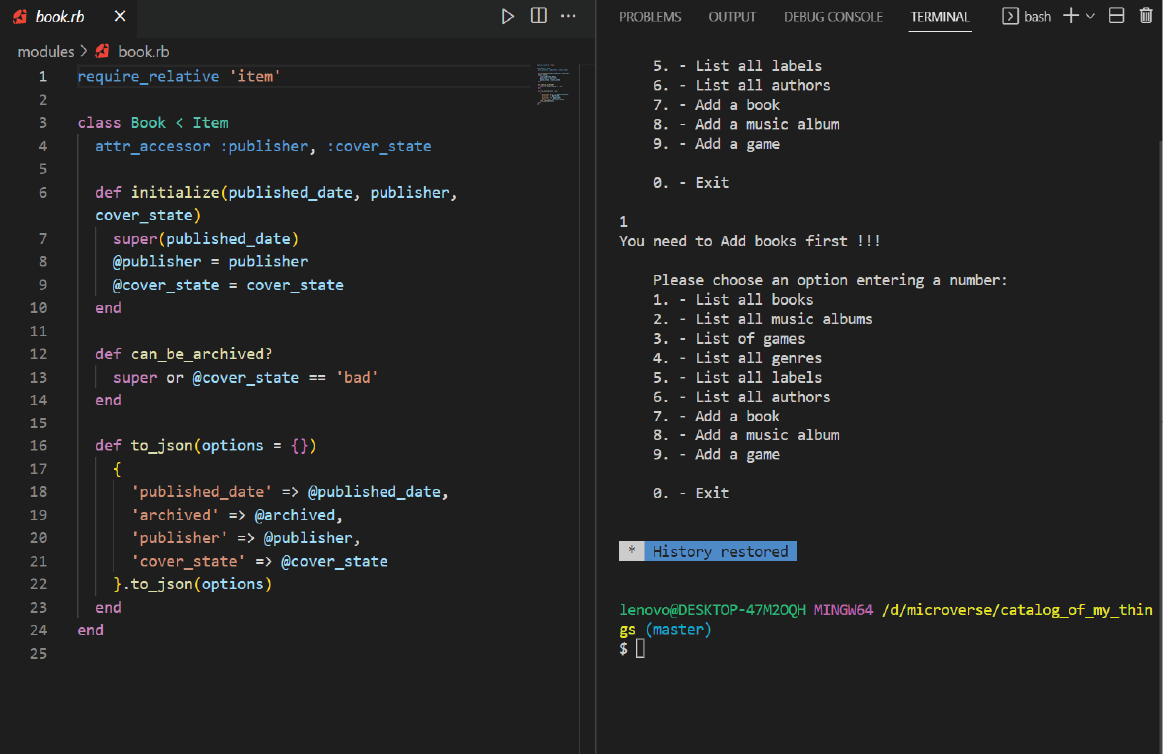 book.rb
modules > book.rb
1 require_relative 'item'
2
3 class Book < Item
4 attr_accessor :publisher, :cover_state
5
6 def initialize(published_date, publisher,
cover_state)
7 super(published_date)
8 @publisher = publisher
9 @cover_state = cover_state
10 end
11
12 def can_be_archived?
13 super or @cover_state == 'bad'
14 end
15
16 def to_json(options = {})
17 {
18 'published_date' => @published_date,
19 'archived' => @archived,
20 'publisher' => @publisher,
21 'cover_state' => @cover_state
22 }.to_json(options)
23 end
24 end
25
PROBLEMS OUTPUT DEBUG CONSOLE TERMINAL bash
5. - List all labels
6. - List all authors
7. - Add a book
8. - Add a music album
9. - Add a game
0. - Exit
1
You need to Add books first !!!
Please choose an option entering a number:
1. - List all books
2. - List all music albums
3. - List of games
4. - List all genres
5. - List all labels
6. - List all authors
7. - Add a book
8. - Add a music album
9. - Add a game
0. - Exit
* History restored
lenovo@DESKTOP-47M2OQH MINGW64 /d/microverse/catalog_of_my_thin
gs (master)
$